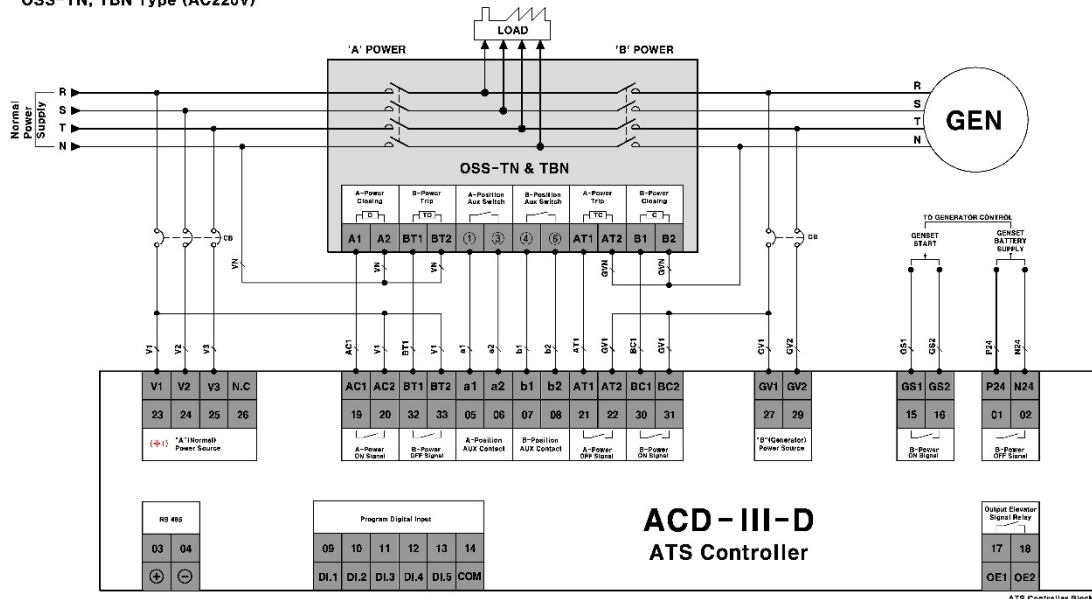 OSS-TN, TBN Type (AC220V)
LOAD
'A' POWER
'B' POWER
Normal Power Supply
R
S
T
N
R
S
T
N
GEN
OSS-TN & TBN
A-Power Closing
B-Power Trip
A-Position Aux Switch
B-Position Aux Switch
A-Power Trip
B-Power Closing
C
TC
TC
C
A1 A2 BT1 BT2 ① ③ ④ ⑥ AT1 AT2 B1 B2
TO GENERATOR CONTROL
GENSET START
GENSET BATTERY SUPPLY
CB
CB
VN
VN
VN
GVN
GVN
V1 V2 V3
AC1 V1 BT1 V1 a1 a2 b1 b2 AT1 GV1 BC1 GV1
GV1 GV2
GS1 GS2
P24 N24
V1 V2 V3 N.C
23 24 25 26
(※1) "A"(Normal) Power Source
AC1 AC2 BT1 BT2 a1 a2 b1 b2 AT1 AT2 BC1 BC2
19 20 32 33 05 06 07 08 21 22 30 31
A-Power ON Signal
B-Power OFF Signal
A-Position AUX Contact
B-Position AUX Contact
A-Power OFF Signal
B-Power ON Signal
GV1 GV2
27 29
"B"(Generator) Power Source
GS1 GS2
15 16
B-Power ON Signal
P24 N24
01 02
B-Power OFF Signal
RS 485
03 04
⊕ ⊖
Program Digital Input
09 10 11 12 13 14
DI.1 DI.2 DI.3 DI.4 DI.5 COM
ACD-III-D
ATS Controller
Output Elevator Signal Relay
17 18
OE1 OE2
ATS Controller Block